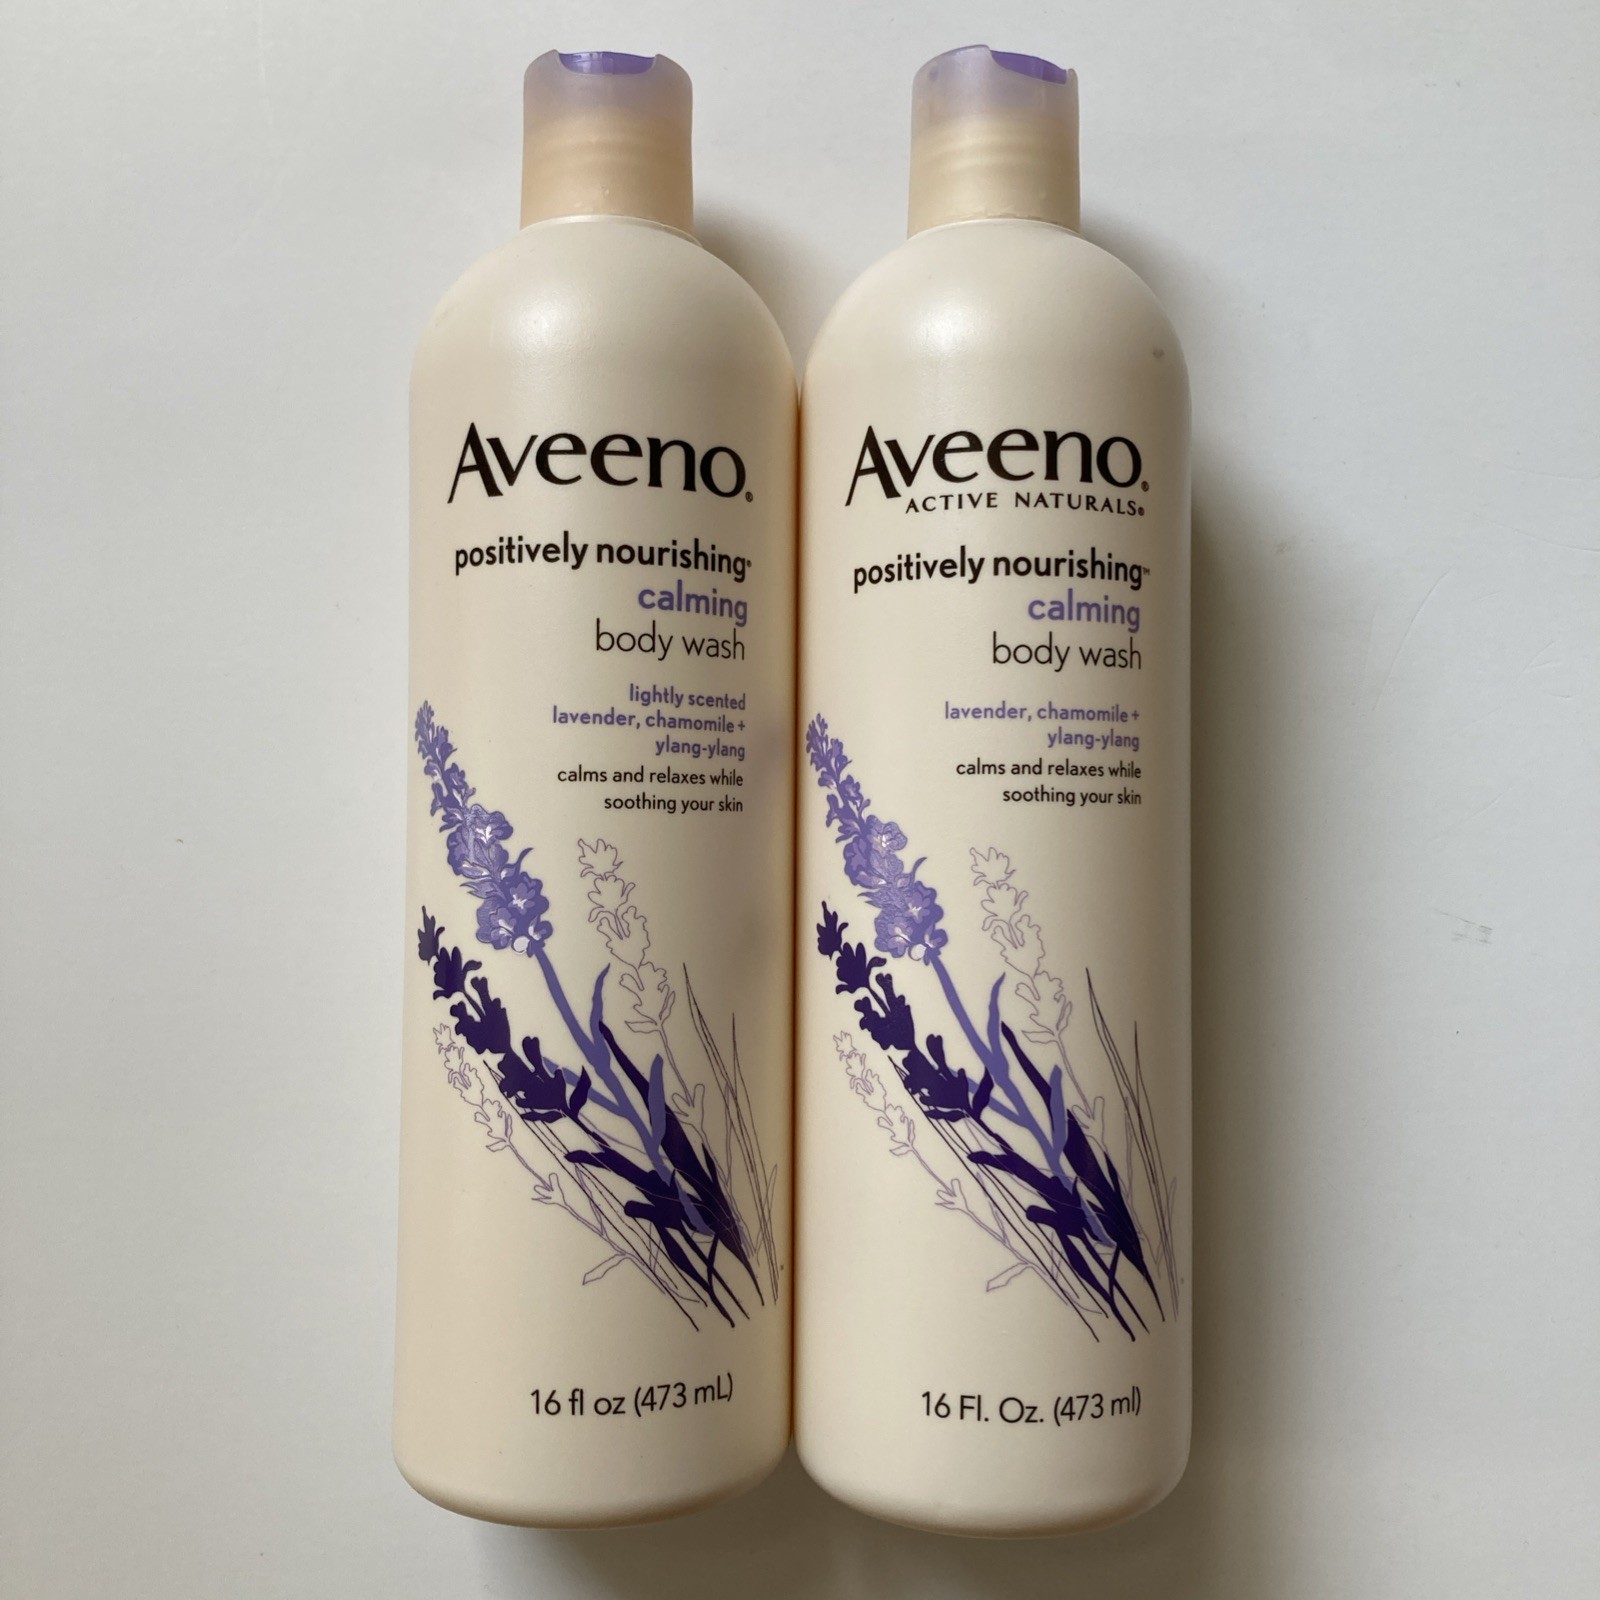 Aveeno®
positively nourishing®
calming
body wash
lightly scented
lavender, chamomile +
ylang-ylang
calms and relaxes while
soothing your skin
16 fl oz (473 mL)
Aveeno®
ACTIVE NATURALS®
positively nourishing™
calming
body wash
lavender, chamomile +
ylang-ylang
calms and relaxes while
soothing your skin
16 Fl. Oz. (473 ml)